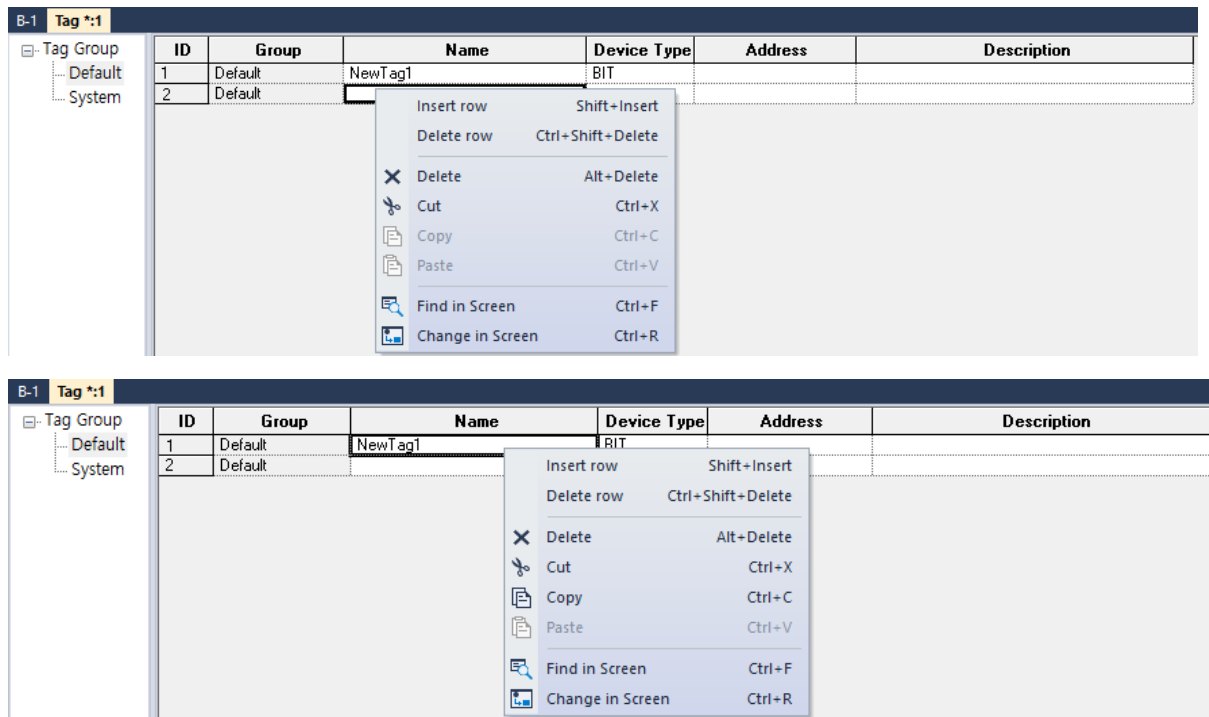 B-1 Tag *:1
Tag Group ID Group Name Device Type Address Description
Default 1 Default NewTag1 BIT
System 2 Default
Insert row Shift+Insert
Delete row Ctrl+Shift+Delete
Delete Alt+Delete
Cut Ctrl+X
Copy Ctrl+C
Paste Ctrl+V
Find in Screen Ctrl+F
Change in Screen Ctrl+R
B-1 Tag *:1
Tag Group ID Group Name Device Type Address Description
Default 1 Default NewTag1 BIT
System 2 Default
Insert row Shift+Insert
Delete row Ctrl+Shift+Delete
Delete Alt+Delete
Cut Ctrl+X
Copy Ctrl+C
Paste Ctrl+V
Find in Screen Ctrl+F
Change in Screen Ctrl+R